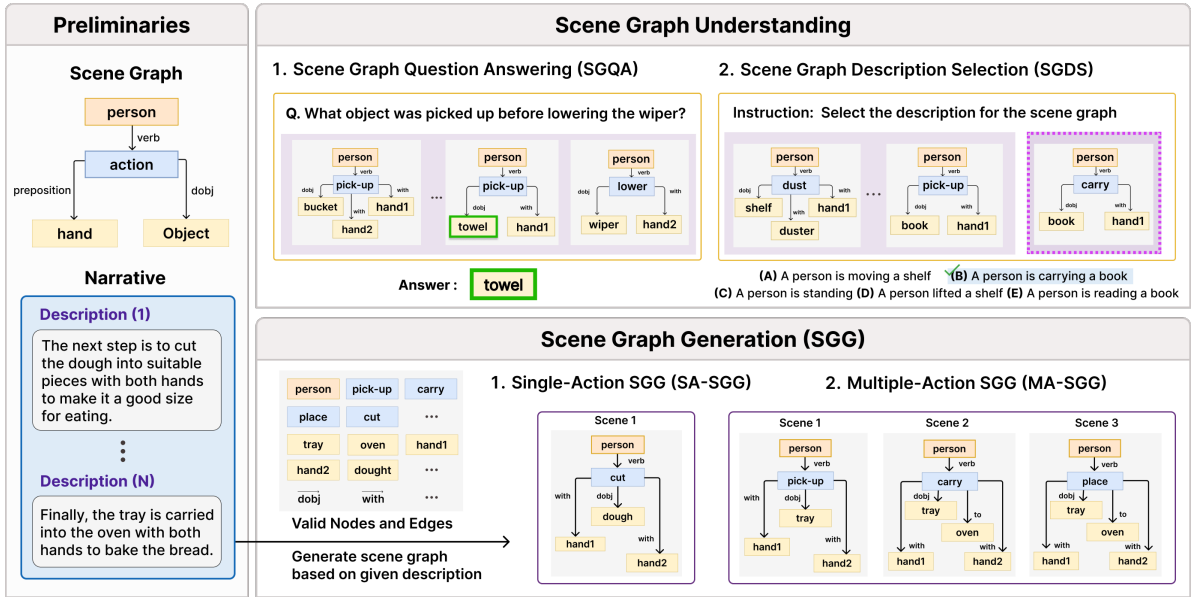 Preliminaries
Scene Graph
person
verb
action
preposition
dobj
hand
Object
Narrative
Description (1)
The next step is to cut
the dough into suitable
pieces with both hands
to make it a good size
for eating.
Description (N)
Finally, the tray is carried
into the oven with both
hands to bake the bread.
Scene Graph Understanding
1. Scene Graph Question Answering (SGQA)
Q. What object was picked up before lowering the wiper?
person
verb
pick-up
dobj
with
bucket
hand1
with
hand2
...
person
verb
pick-up
dobj
with
towel
hand1
person
verb
lower
dobj
with
wiper
hand2
Answer :
towel
2. Scene Graph Description Selection (SGDS)
Instruction: Select the description for the scene graph
person
verb
dust
dobj
with
shelf
hand1
with
duster
...
person
verb
pick-up
dobj
with
book
hand1
person
verb
carry
dobj
with
book
hand1
(A) A person is moving a shelf (B) A person is carrying a book
(C) A person is standing (D) A person lifted a shelf (E) A person is reading a book
Scene Graph Generation (SGG)
person pick-up carry
place cut ...
tray oven hand1
hand2 dought ...
dobj with ...
Valid Nodes and Edges
Generate scene graph
based on given description
1. Single-Action SGG (SA-SGG)
Scene 1
person
verb
cut
with
dobj
dough
hand1
with
hand2
2. Multiple-Action SGG (MA-SGG)
Scene 1
person
verb
pick-up
with
dobj
tray
hand1
with
hand2
Scene 2
person
verb
carry
dobj
tray
to
oven
with
with
hand1
hand2
Scene 3
person
verb
place
dobj
tray
to
oven
with
with
hand1
hand2